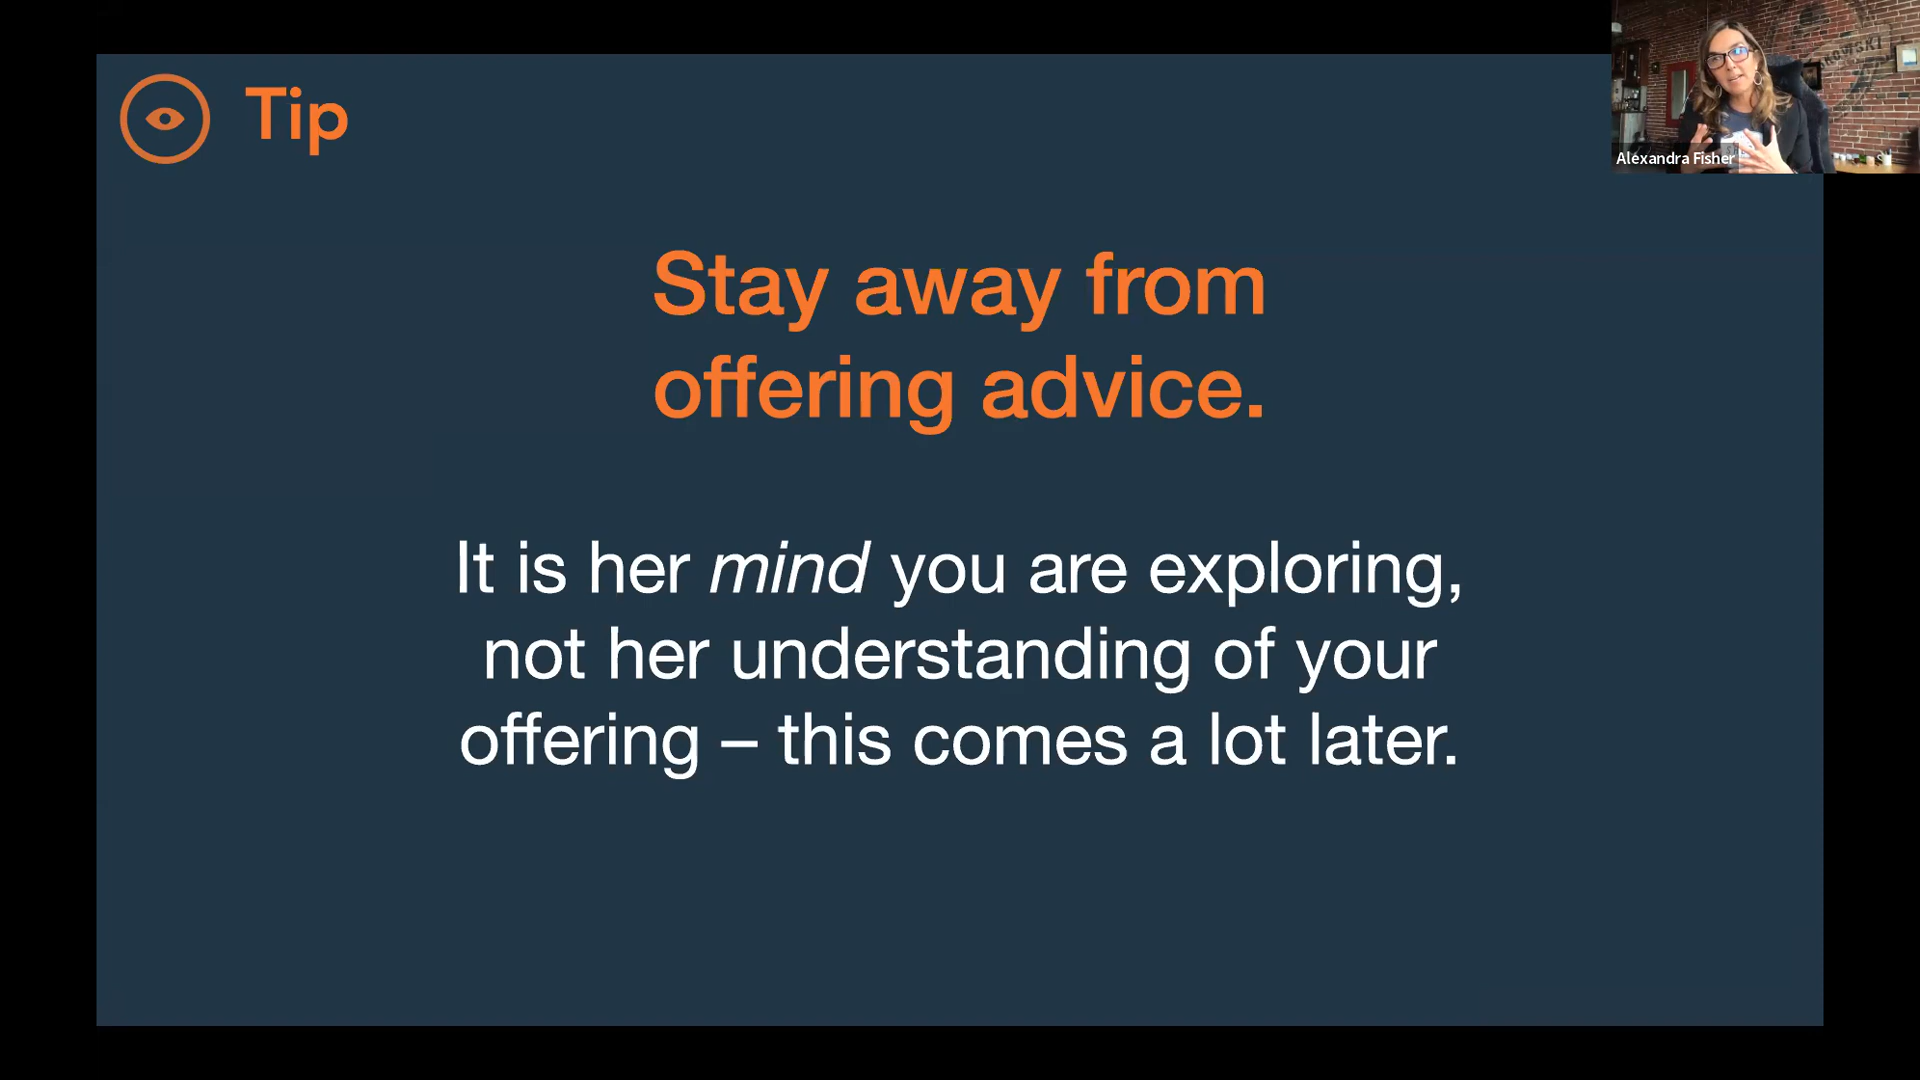 Tip
Stay away from
offering advice.
It is her mind you are exploring,
not her understanding of your
offering – this comes a lot later.
Alexandra Fisher